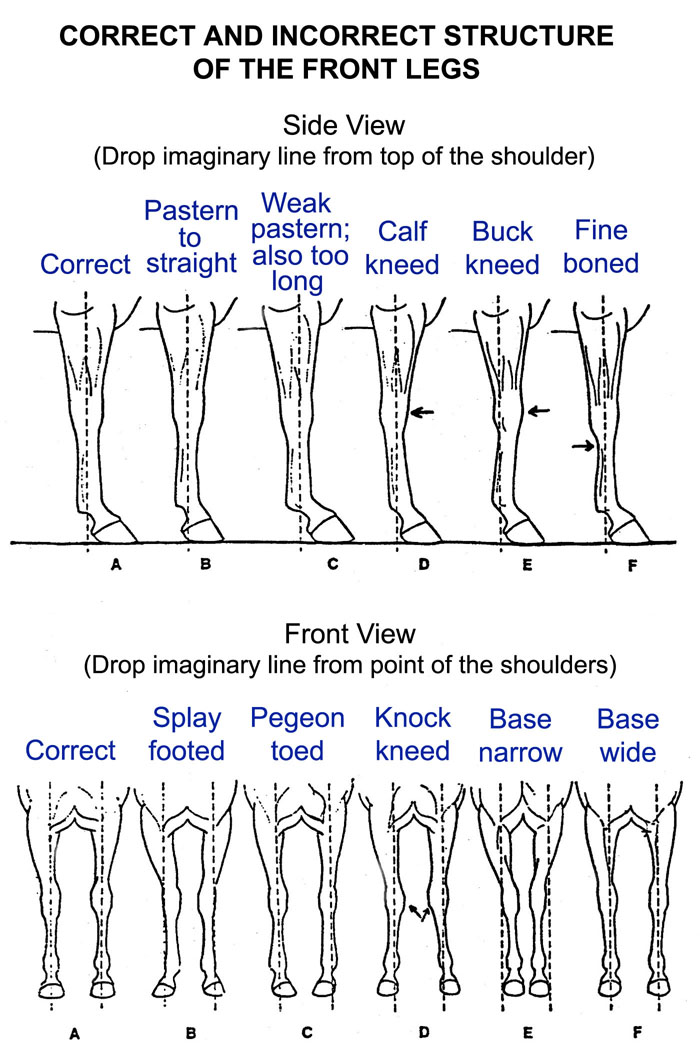 CORRECT AND INCORRECT STRUCTURE
OF THE FRONT LEGS
Side View
(Drop imaginary line from top of the shoulder)
Correct
Pastern
to
straight
Weak
pastern;
also too
long
Calf
kneed
Buck
kneed
Fine
boned
A B C D E F
Front View
(Drop imaginary line from point of the shoulders)
Correct
Splay
footed
Pegeon
toed
Knock
kneed
Base
narrow
Base
wide
A B C D E F